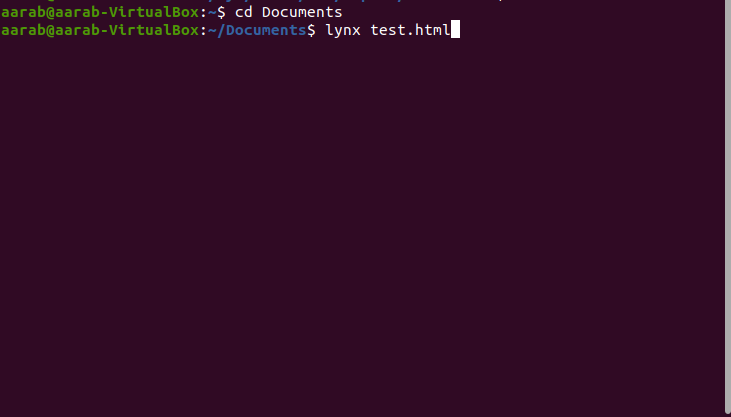 aarab@aarab-VirtualBox:~$ cd Documents
aarab@aarab-VirtualBox:~/Documents$ lynx test.html